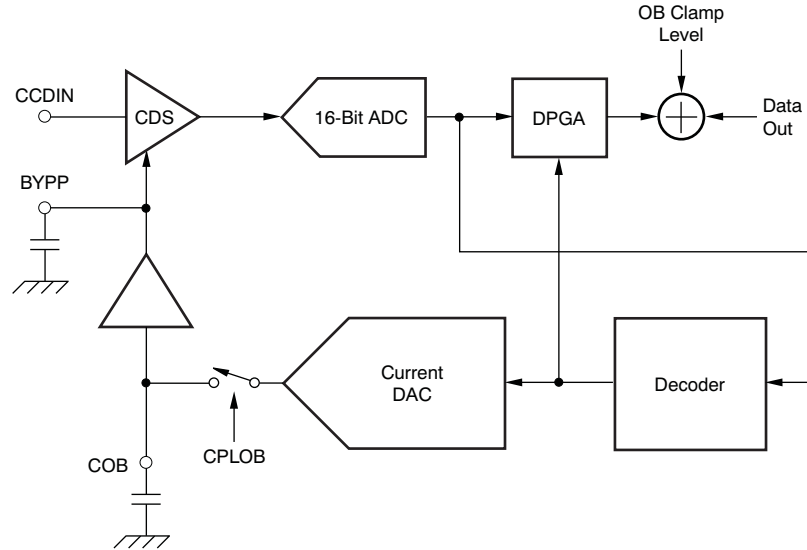 OB Clamp
Level
CCDIN
CDS
16-Bit ADC
DPGA
Data
Out
BYPP
Current
DAC
Decoder
CPLOB
COB